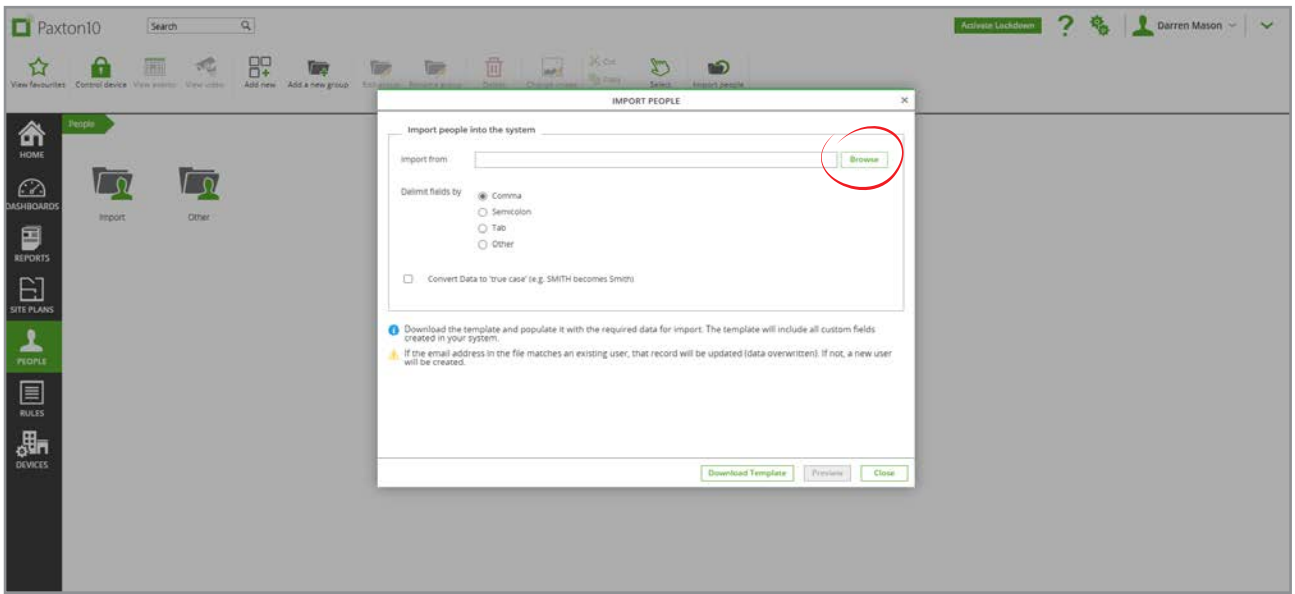 Paxton10
Search
Activate Lockdown
?
Darren Mason
View favourites
Control device
View events
View video
Add new
Add a new group
Delete
Change image
Cut
Copy
Select
Import people
IMPORT PEOPLE
×
HOME
DASHBOARDS
REPORTS
SITE PLANS
PEOPLE
RULES
DEVICES
People
Import
Other
Import people into the system
Import from
Browse
Delimit fields by
Comma
Semicolon
Tab
Other
Convert Data to 'true case' (e.g. SMITH becomes Smith)
Download the template and populate it with the required data for import. The template will include all custom fields
created in your system.
If the email address in the file matches an existing user, that record will be updated (data overwritten). If not, a new user
will be created.
Download Template
Preview
Close